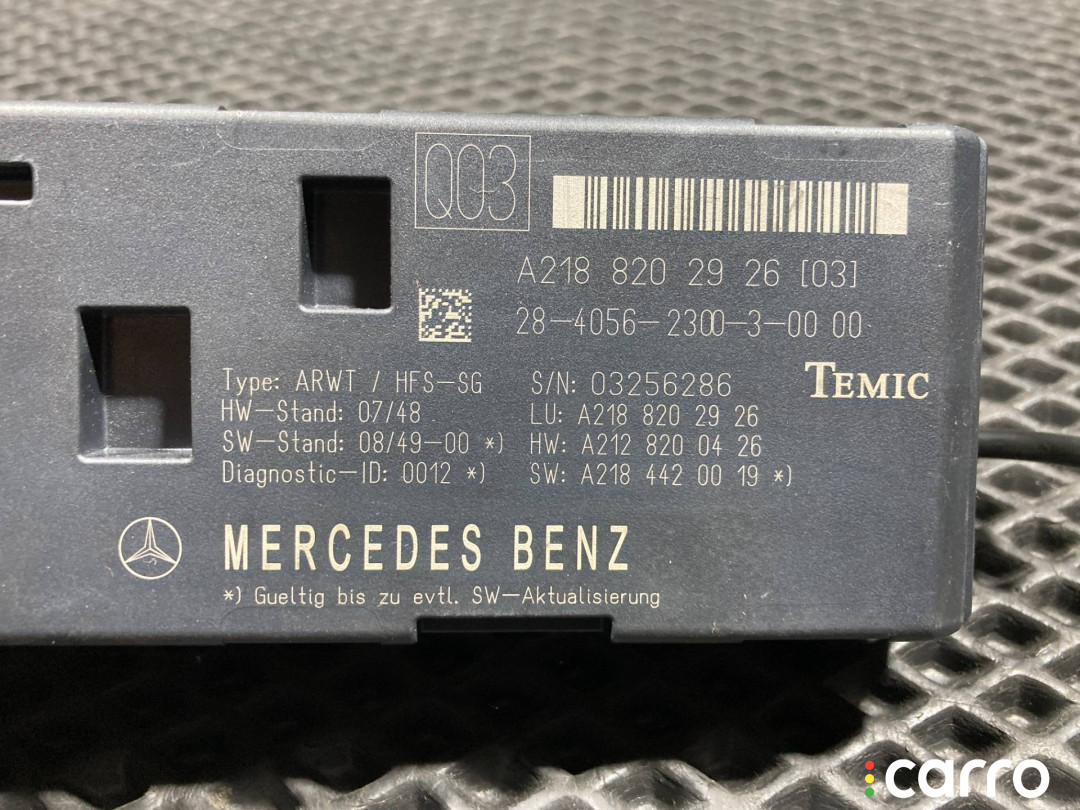 Q03
A218 820 29 26 [03]
28-4056-2300-3-00 00
Type: ARWT / HFS-SG
S/N: 03256286
TEMIC
HW-Stand: 07/48
LU: A218 820 29 26
SW-Stand: 08/49-00 *)
HW: A212 820 04 26
Diagnostic-ID: 0012 *)
SW: A218 442 00 19 *)
MERCEDES BENZ
*) Gueltig bis zu evtl. SW-Aktualisierung
carro